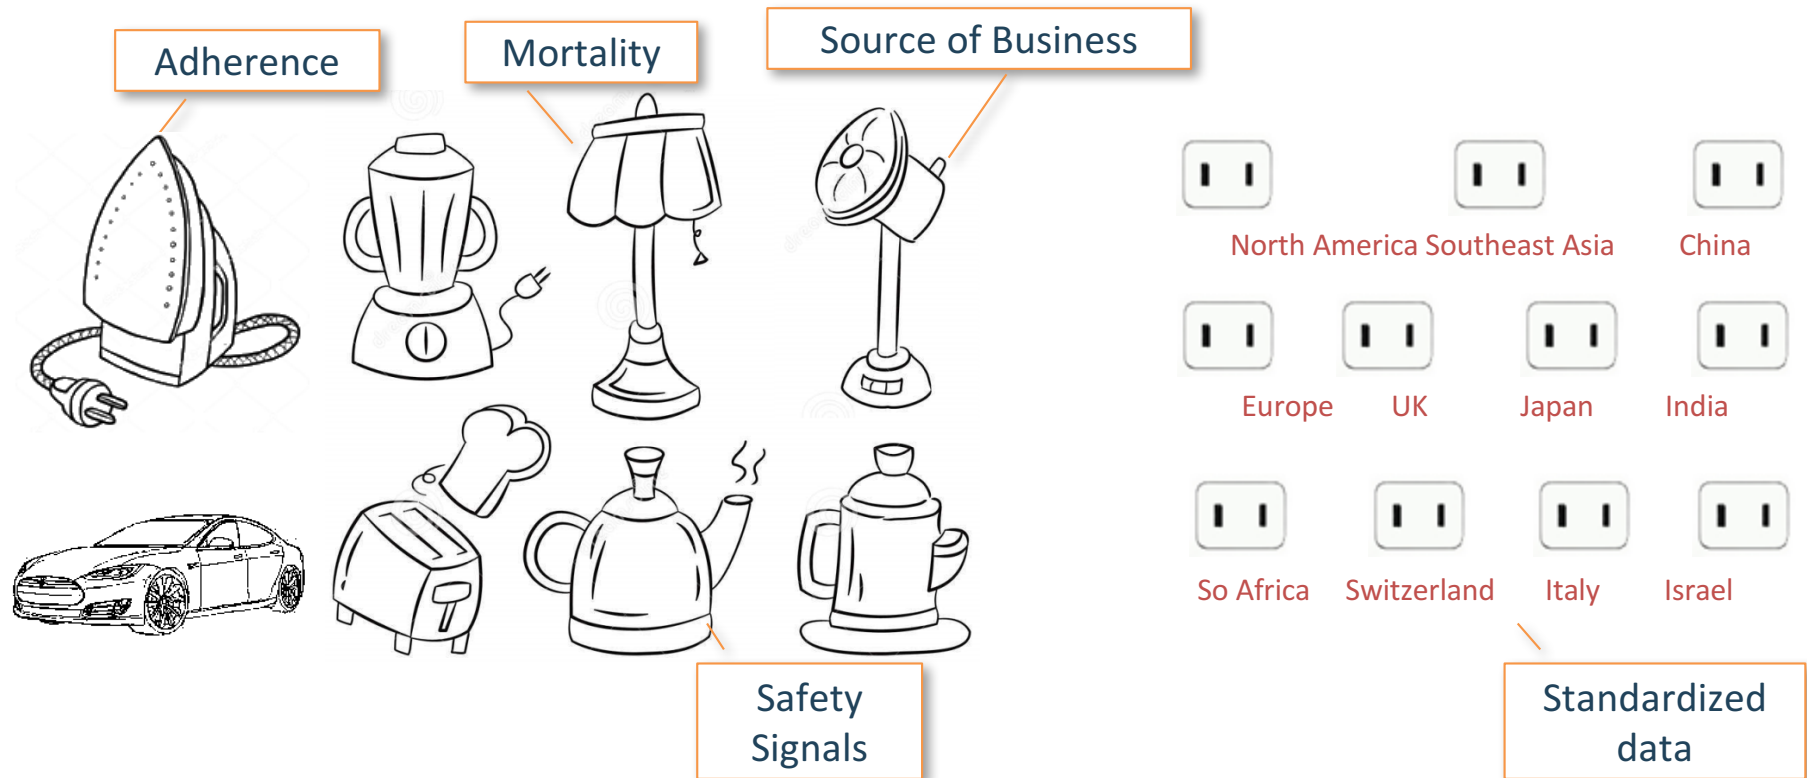 Adherence
Mortality
Source of Business
North America Southeast Asia China
Europe UK Japan India
So Africa Switzerland Italy Israel
Safety
Signals
Standardized
data